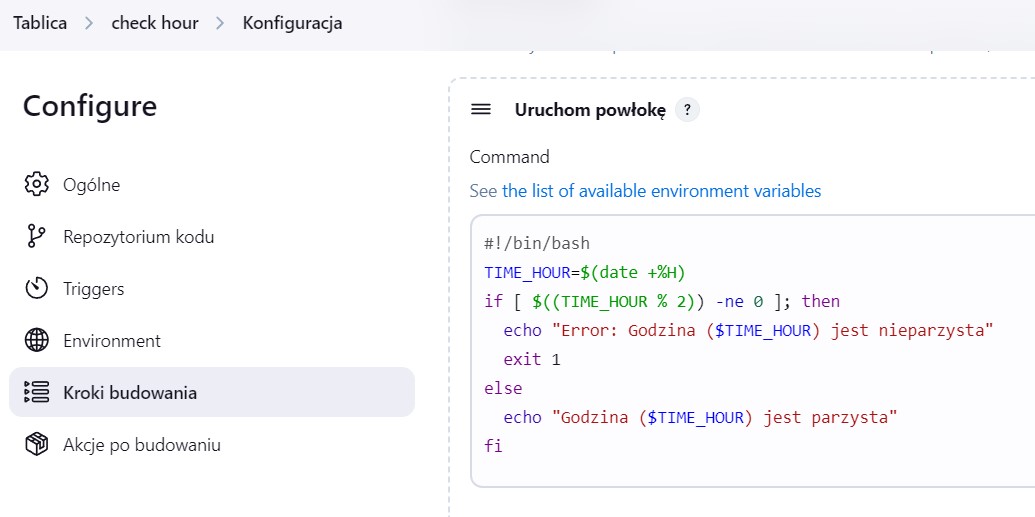 Tablica > check hour > Konfiguracja
Configure
Ogólne
Repozytorium kodu
Triggers
Environment
Kroki budowania
Akcje po budowaniu
Uruchom powłokę ?
Command
See the list of available environment variables
#!/bin/bash
TIME_HOUR=$(date +%H)
if [ $((TIME_HOUR % 2)) -ne 0 ]; then
  echo "Error: Godzina ($TIME_HOUR) jest nieparzysta"
  exit 1
else
  echo "Godzina ($TIME_HOUR) jest parzysta"
fi